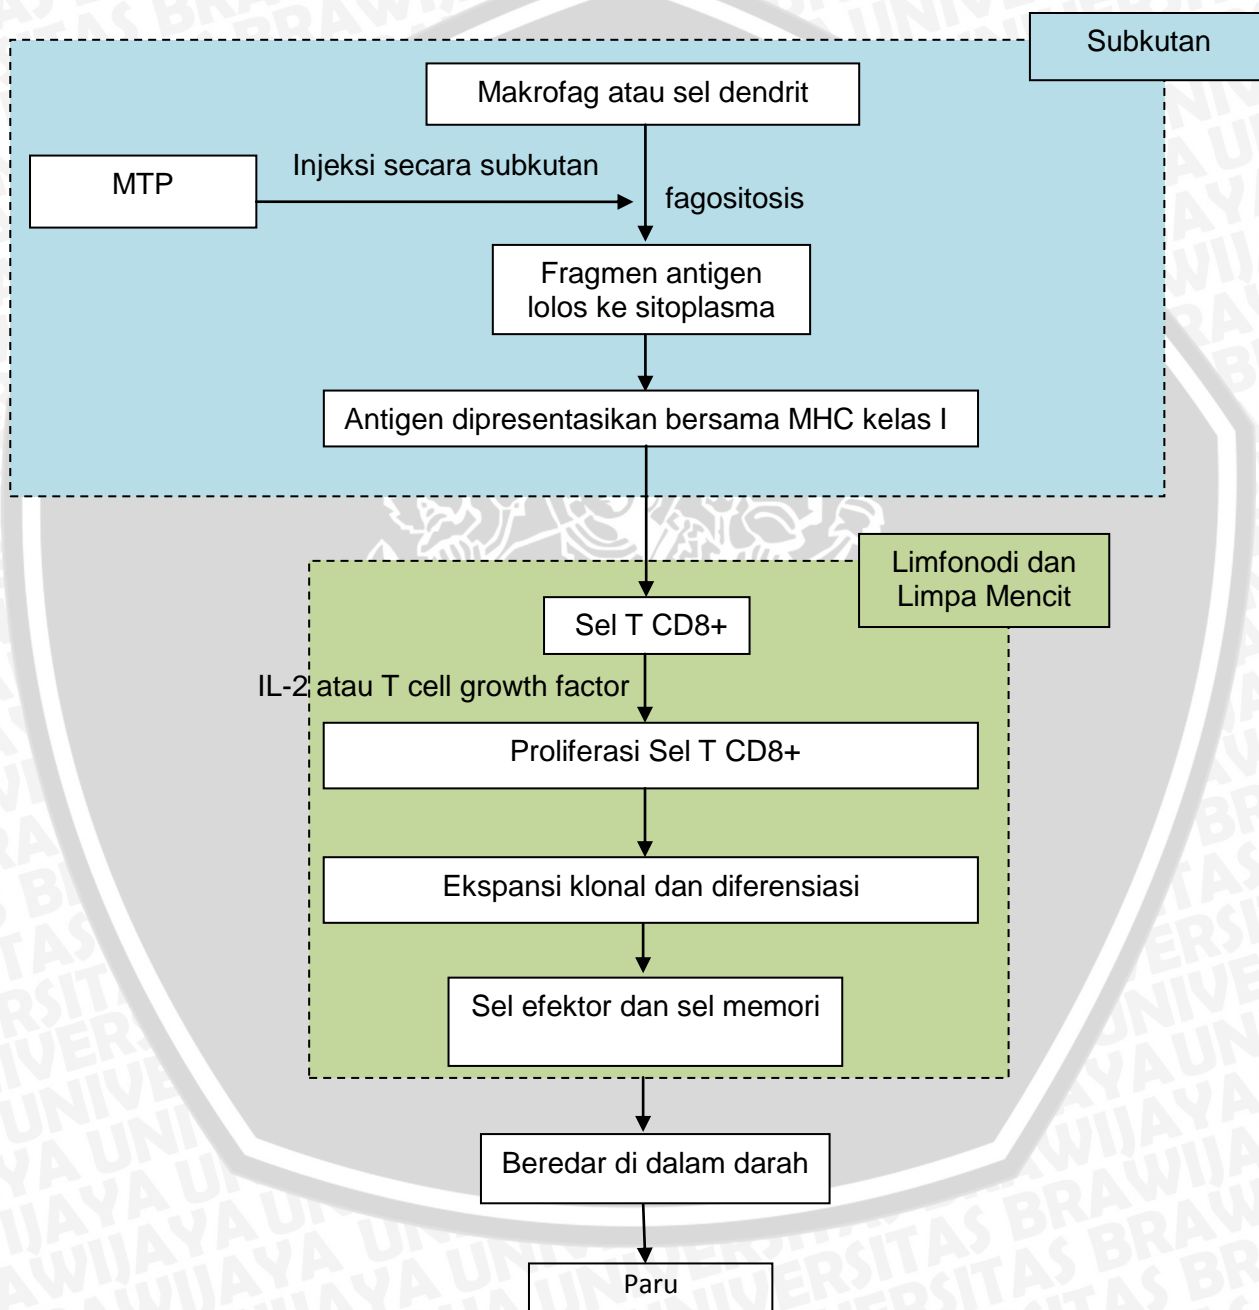 Subkutan
Makrofag atau sel dendrit
MTP
Injeksi secara subkutan
fagositosis
Fragmen antigen
lolos ke sitoplasma
Antigen dipresentasikan bersama MHC kelas I
Limfonodi dan
Limpa Mencit
Sel T CD8+
IL-2 atau T cell growth factor
Proliferasi Sel T CD8+
Ekspansi klonal dan diferensiasi
Sel efektor dan sel memori
Beredar di dalam darah
Paru